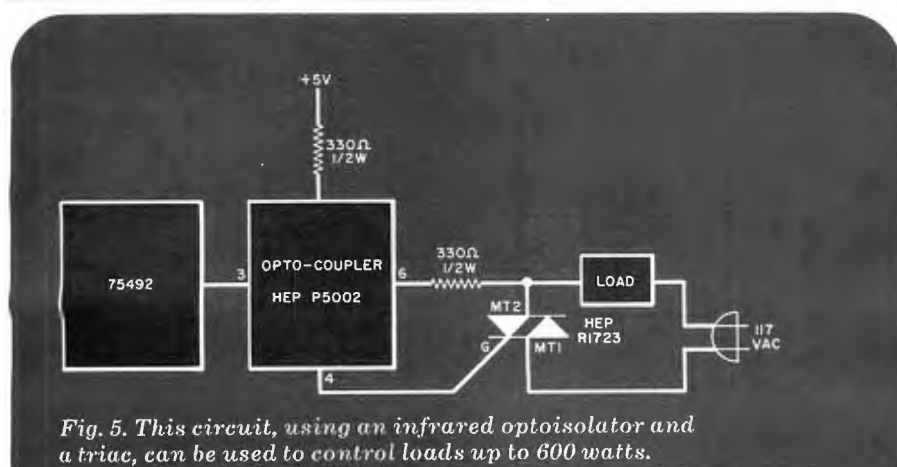 +5V
330Ω
1/2W
75492
3
OPTO-COUPLER
HEP P5002
6
4
330Ω
1/2W
MT2
G
MT1
HEP
R1723
LOAD
117
VAC
Fig. 5. This circuit, using an infrared optoisolator and
a triac, can be used to control loads up to 600 watts.